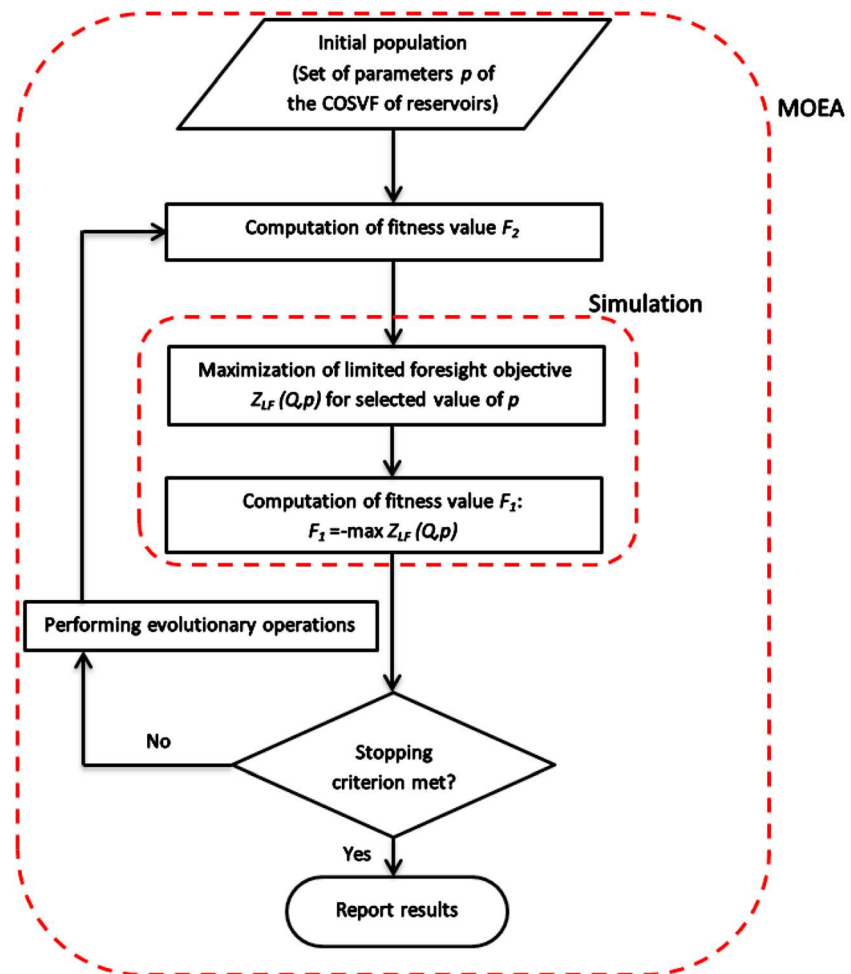 Initial population
(Set of parameters p of
the COSVF of reservoirs)
MOEA
Computation of fitness value F₂
Simulation
Maximization of limited foresight objective
Z_LF (Q,p) for selected value of p
Computation of fitness value F₁:
F₁ =-max Z_LF (Q,p)
Performing evolutionary operations
No
Stopping
criterion met?
Yes
Report results